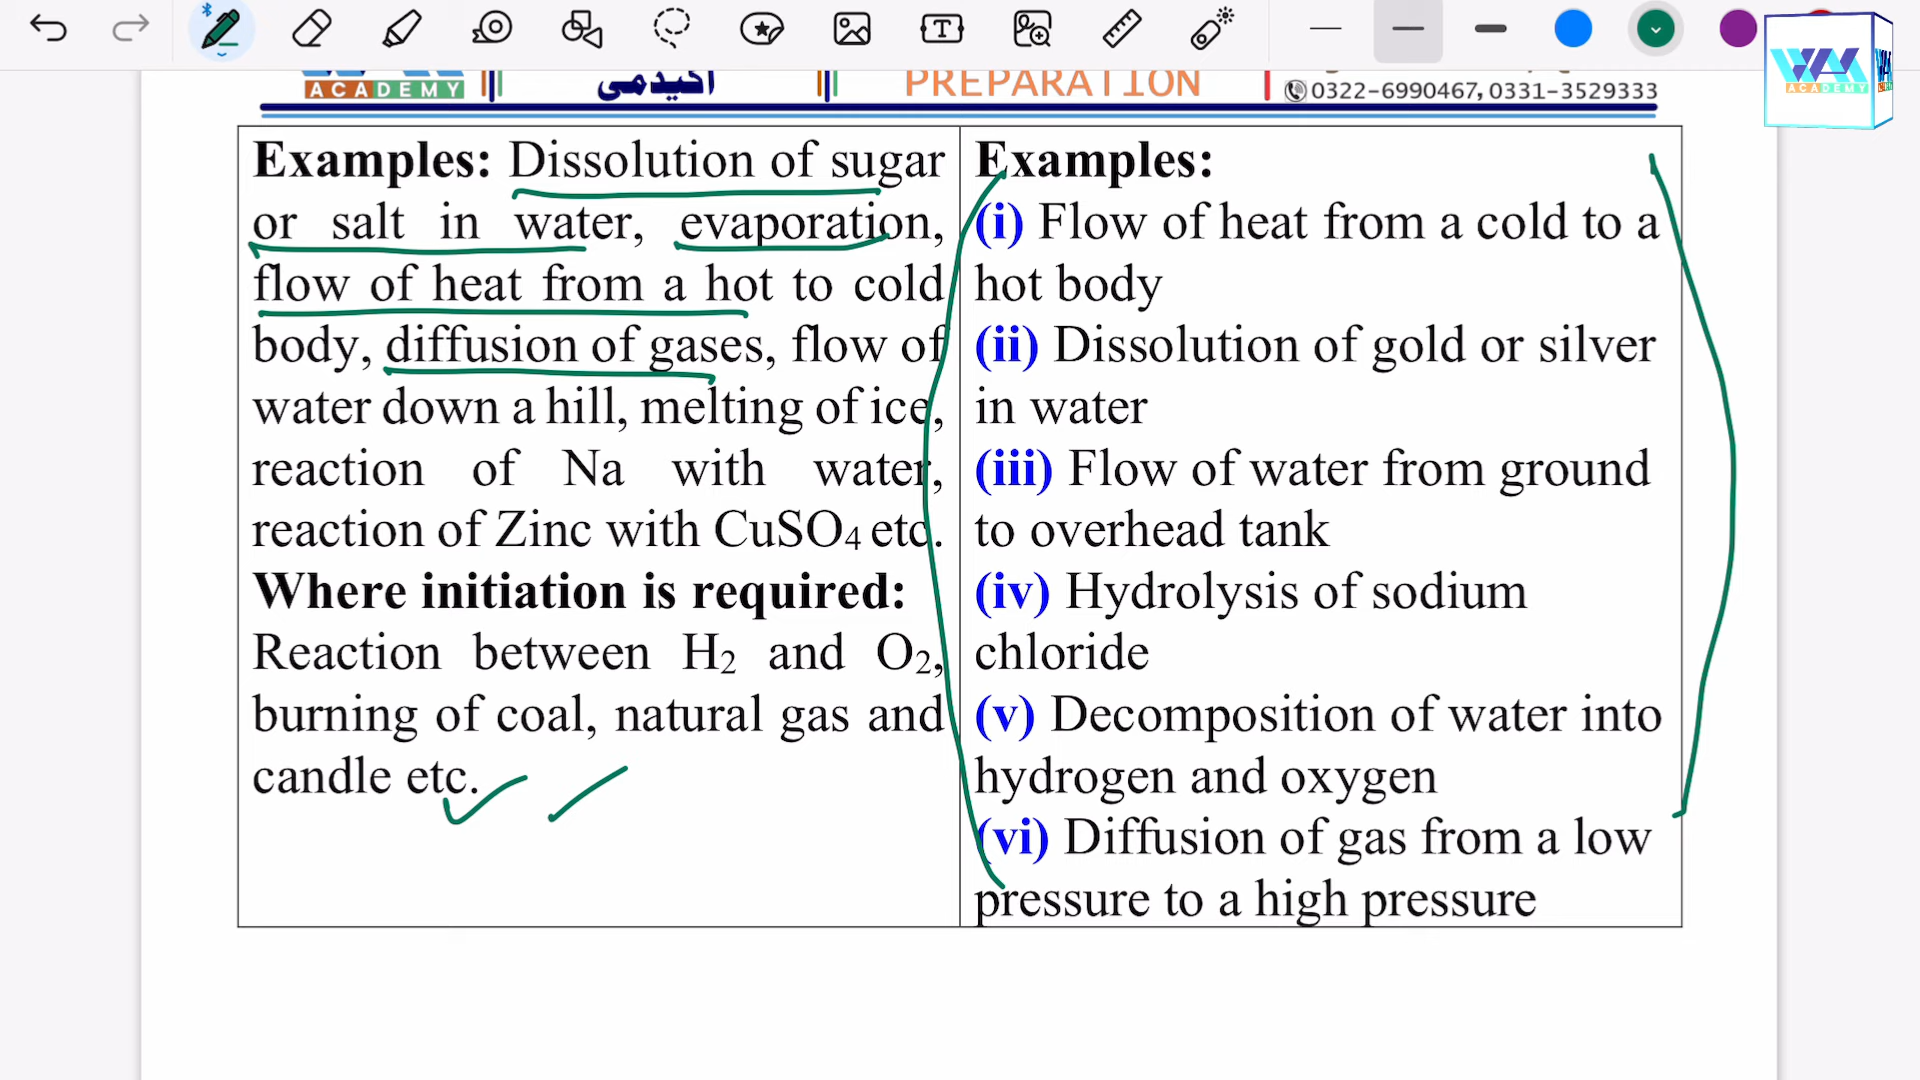 ACADEMY
اکیڈمی
PREPARATION
0322-6990467, 0331-3529333
WM
ACADEMY
Examples: Dissolution of sugar
or salt in water, evaporation,
flow of heat from a hot to cold
body, diffusion of gases, flow of
water down a hill, melting of ice,
reaction of Na with water,
reaction of Zinc with CuSO4 etc.
Where initiation is required:
Reaction between H2 and O2,
burning of coal, natural gas and
candle etc.
Examples:
(i) Flow of heat from a cold to a
hot body
(ii) Dissolution of gold or silver
in water
(iii) Flow of water from ground
to overhead tank
(iv) Hydrolysis of sodium
chloride
(v) Decomposition of water into
hydrogen and oxygen
(vi) Diffusion of gas from a low
pressure to a high pressure